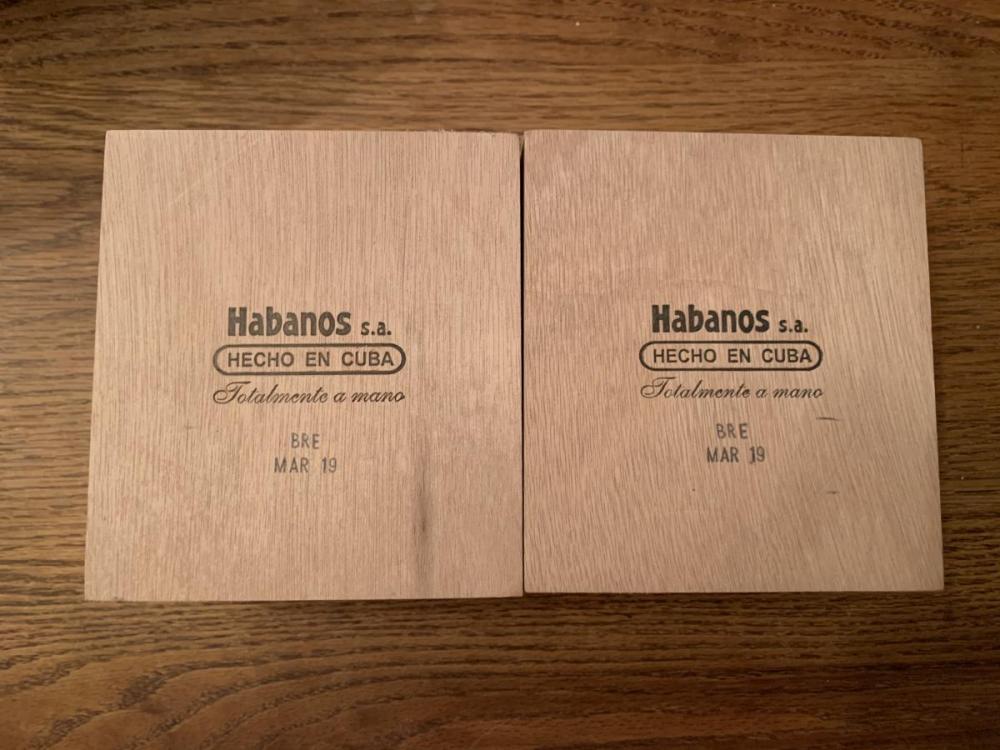 Habanos s.a.
HECHO EN CUBA
Totalmente a mano
BRE
MAR 19
Habanos s.a.
HECHO EN CUBA
Totalmente a mano
BRE
MAR 19